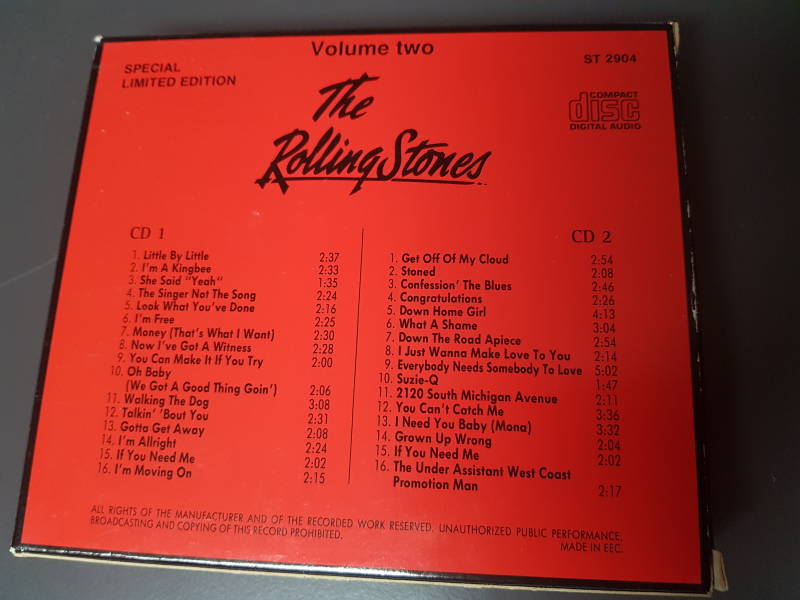 Volume two
SPECIAL
LIMITED EDITION
ST 2904
COMPACT
disc
DIGITAL AUDIO
The
Rolling Stones
CD 1
1. Little By Little 2:37
2. I'm A Kingbee 2:33
3. She Said "Yeah" 1:35
4. The Singer Not The Song 2:24
5. Look What You've Done 2:16
6. I'm Free 2:25
7. Money (That's What I Want) 2:30
8. Now I've Got A Witness 2:28
9. You Can Make It If You Try 2:00
10. Oh Baby
(We Got A Good Thing Goin') 2:06
11. Walking The Dog 3:08
12. Talkin' 'Bout You 2:31
13. Gotta Get Away 2:08
14. I'm Allright 2:24
15. If You Need Me 2:02
16. I'm Moving On 2:15
CD 2
1. Get Off Of My Cloud 2:54
2. Stoned 2:08
3. Confession' The Blues 2:46
4. Congratulations 2:26
5. Down Home Girl 4:13
6. What A Shame 3:04
7. Down The Road Apiece 2:54
8. I Just Wanna Make Love To You 2:14
9. Everybody Needs Somebody To Love 5:02
10. Suzie-Q 1:47
11. 2120 South Michigan Avenue 2:11
12. You Can't Catch Me 3:36
13. I Need You Baby (Mona) 3:32
14. Grown Up Wrong 2:04
15. If You Need Me 2:02
16. The Under Assistant West Coast
Promotion Man 2:17
ALL RIGHTS OF THE MANUFACTURER AND OF THE RECORDED WORK RESERVED. UNAUTHORIZED PUBLIC PERFORMANCE,
BROADCASTING AND COPYING OF THIS RECORD PROHIBITED.
MADE IN EEC.